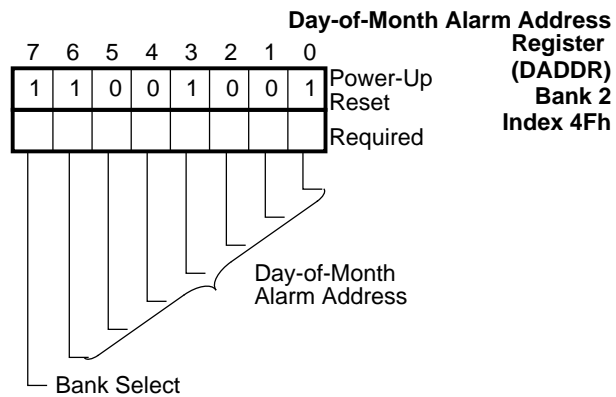 Day-of-Month Alarm Address
Register
(DADDR)
Bank 2
Index 4Fh
7 6 5 4 3 2 1 0
1 1 0 0 1 0 0 1
Power-Up
Reset
Required
Day-of-Month
Alarm Address
Bank Select